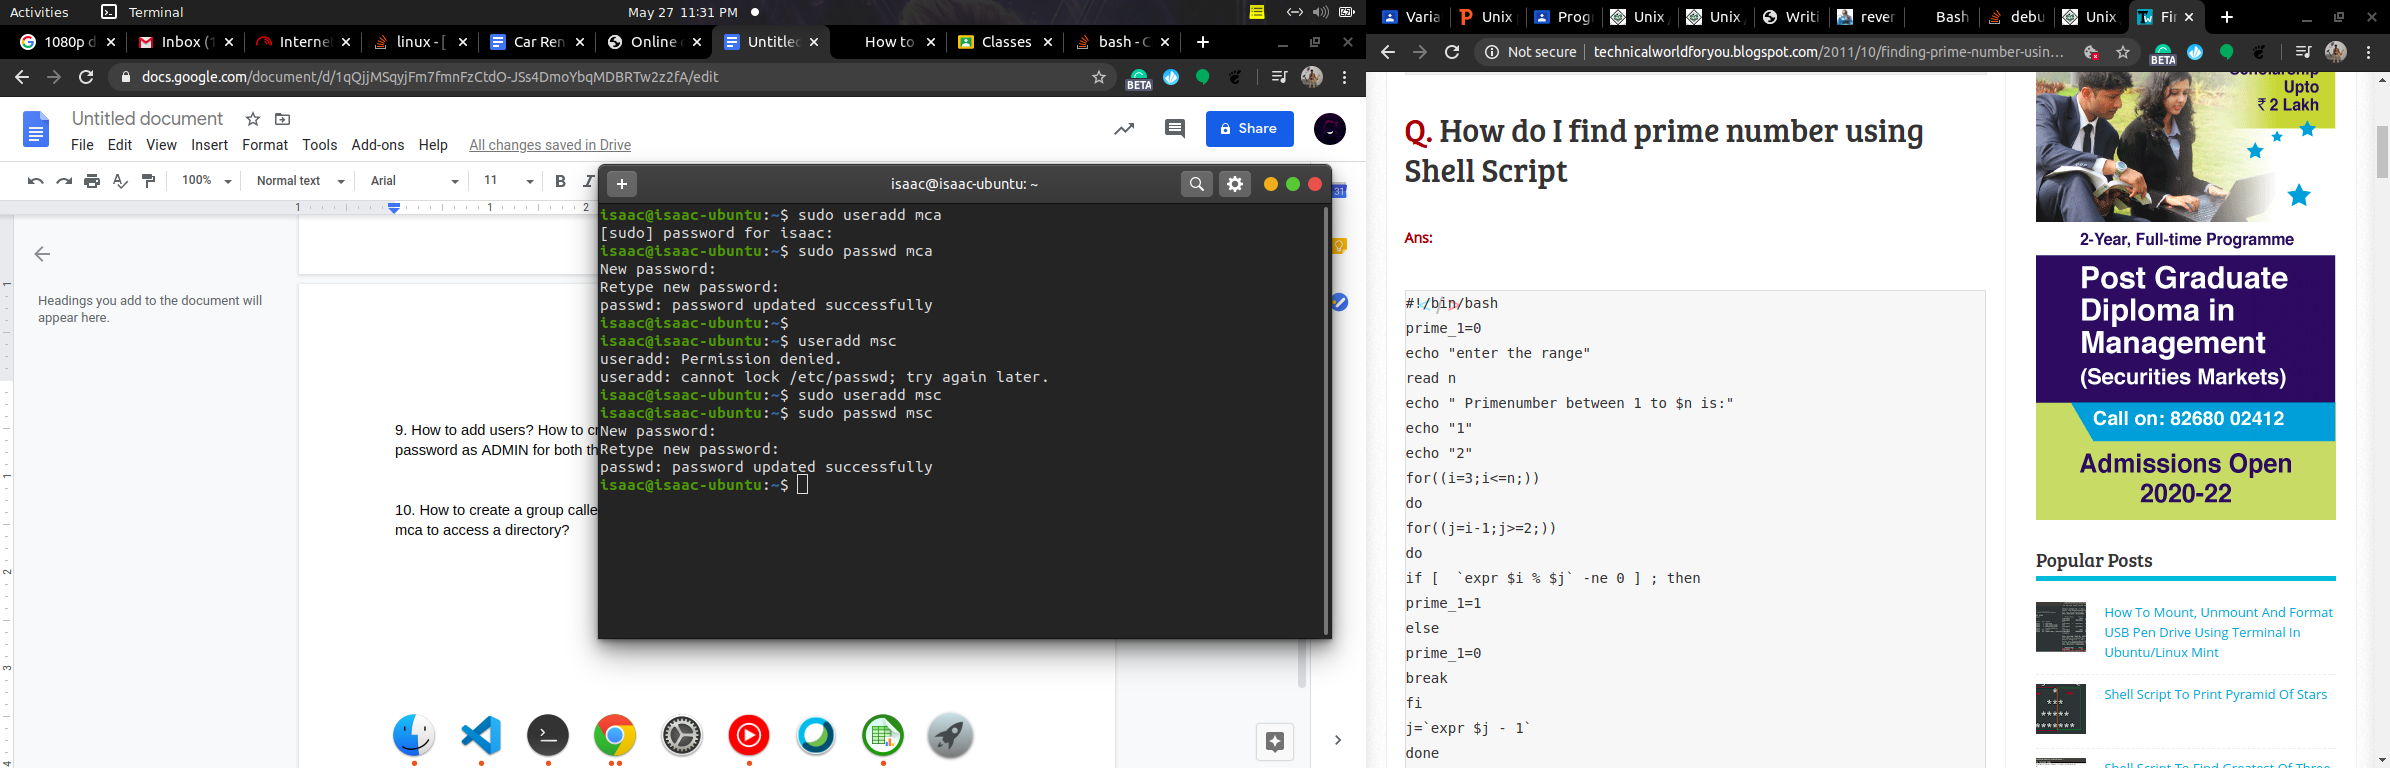 Activities
Terminal
May 27 11:31 PM
1080p d
Inbox (1
Interne
linux - [
Car Ren
Online
Untitled
How to
Classes
bash - C
docs.google.com/document/d/1qQjjMSqyjFm7fmnFzCtdO-JSs4DmoYbqMDBRTw2z2fA/edit
BETA
Untitled document
File Edit View Insert Format Tools Add-ons Help All changes saved in Drive
Share
100% Normal text Arial 11 B I
Headings you add to the document will
appear here.
9. How to add users? How to cr
password as ADMIN for both th
10. How to create a group calle
mca to access a directory?
isaac@isaac-ubuntu: ~
isaac@isaac-ubuntu:~$ sudo useradd mca
[sudo] password for isaac:
isaac@isaac-ubuntu:~$ sudo passwd mca
New password:
Retype new password:
passwd: password updated successfully
isaac@isaac-ubuntu:~$
isaac@isaac-ubuntu:~$ useradd msc
useradd: Permission denied.
useradd: cannot lock /etc/passwd; try again later.
isaac@isaac-ubuntu:~$ sudo useradd msc
isaac@isaac-ubuntu:~$ sudo passwd msc
New password:
Retype new password:
passwd: password updated successfully
isaac@isaac-ubuntu:~$
Varia
Unix
Prog
Unix
Unix
Writi
rever
Bash
debu
Unix
Fin
Not secure | technicalworldforyou.blogspot.com/2011/10/finding-prime-number-usin...
BETA
Q. How do I find prime number using
Shell Script
Ans:
#!/bin/bash
prime_1=0
echo "enter the range"
read n
echo " Primenumber between 1 to $n is:"
echo "1"
echo "2"
for((i=3;i<=n;))
do
for((j=i-1;j>=2;))
do
if [  `expr $i % $j` -ne 0 ] ; then
prime_1=1
else
prime_1=0
break
fi
j=`expr $j - 1`
done
Scholarship
Upto
₹ 2 Lakh
2-Year, Full-time Programme
Post Graduate
Diploma in
Management
(Securities Markets)
Call on: 82680 02412
Admissions Open
2020-22
Popular Posts
How To Mount, Unmount And Format
USB Pen Drive Using Terminal In
Ubuntu/Linux Mint
Shell Script To Print Pyramid Of Stars
Shell Script To Find Greatest Of Three